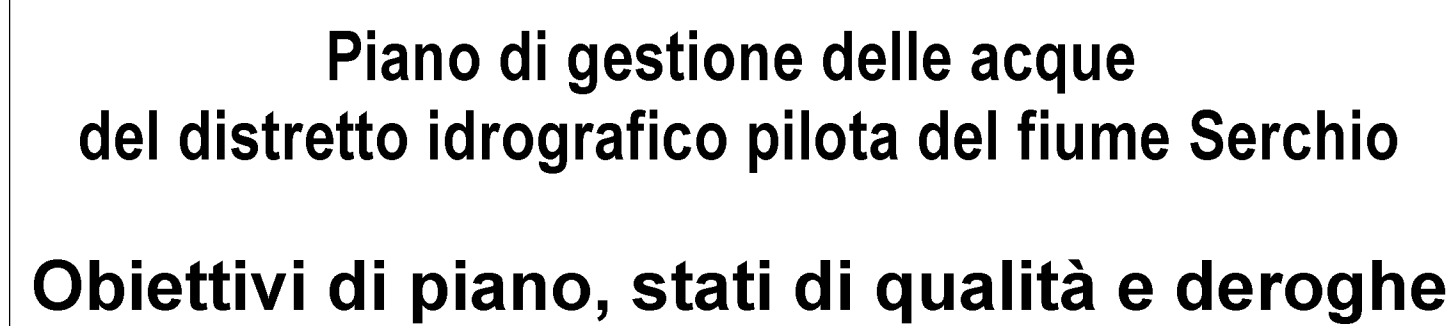 Piano di gestione delle acque
del distretto idrografico pilota del fiume Serchio
Obiettivi di piano, stati di qualità e deroghe